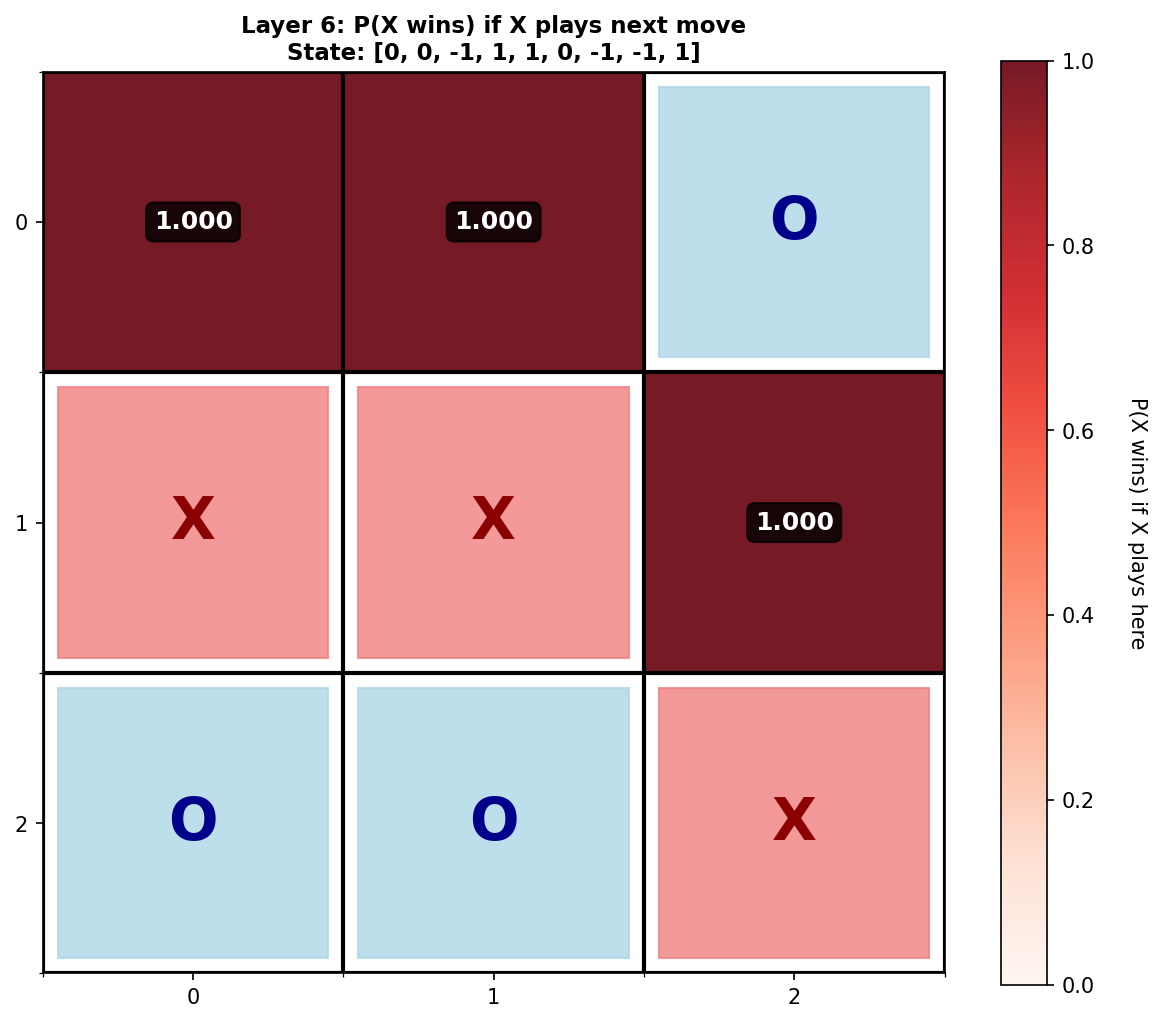 Layer 6: P(X wins) if X plays next move
State: [0, 0, -1, 1, 1, 0, -1, -1, 1]
0
1.000
1.000
O
1
X
X
1.000
2
O
O
X
0
1
2
1.0
0.8
0.6
0.4
0.2
0.0
P(X wins) if X plays here